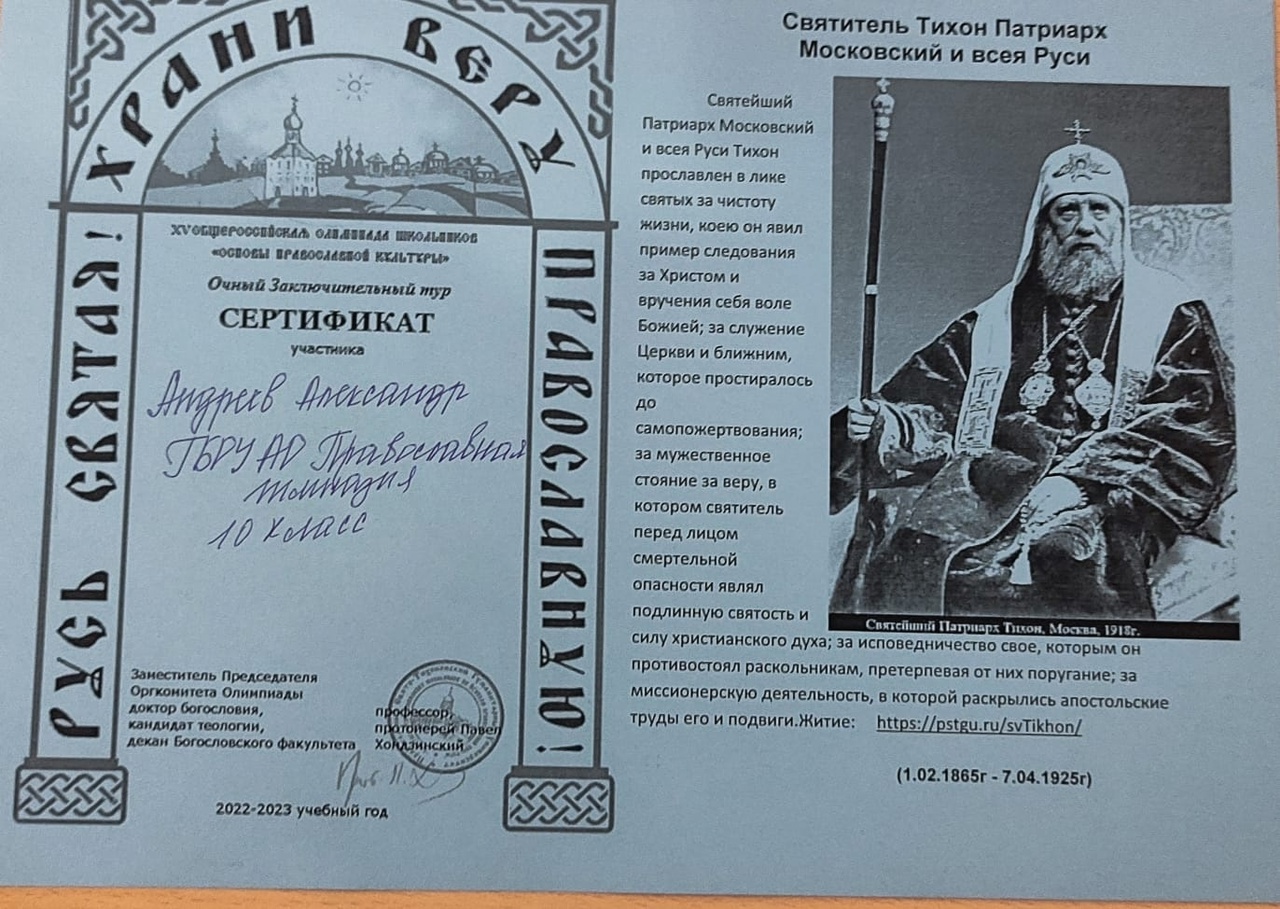 РУСЬ СВЯТАЯ! ХРАНИ ВЕРУ ПРАВОСЛАВНУЮ!
XV ОБЩЕРОССИЙСКАЯ ОЛИМПИАДА ШКОЛЬНИКОВ
«ОСНОВЫ ПРАВОСЛАВНОЙ КУЛЬТУРЫ»
Очный Заключительный тур
СЕРТИФИКАТ
участника
Андреев Александр
ГБОУ АО Православная
гимназия
10 класс
Заместитель Председателя
Оргкомитета Олимпиады
доктор богословия,
кандидат теологии,
декан Богословского факультета
профессор,
протоиерей Павел
Хондзинский
2022-2023 учебный год
Святитель Тихон Патриарх
Московский и всея Руси
Святейший
Патриарх Московский
и всея Руси Тихон
прославлен в лике
святых за чистоту
жизни, коею он явил
пример следования
за Христом и
вручения себя воле
Божией; за служение
Церкви и ближним,
которое простиралось
до
самопожертвования;
за мужественное
стояние за веру, в
котором святитель
перед лицом
смертельной
опасности являл
подлинную святость и
силу христианского духа; за исповедничество свое, которым он
противостоял раскольникам, претерпевая от них поругание; за
миссионерскую деятельность, в которой раскрылись апостольские
труды его и подвиги.Житие: https://pstgu.ru/svTikhon/
Святейший Патриарх Тихон, Москва, 1918г.
(1.02.1865г - 7.04.1925г)